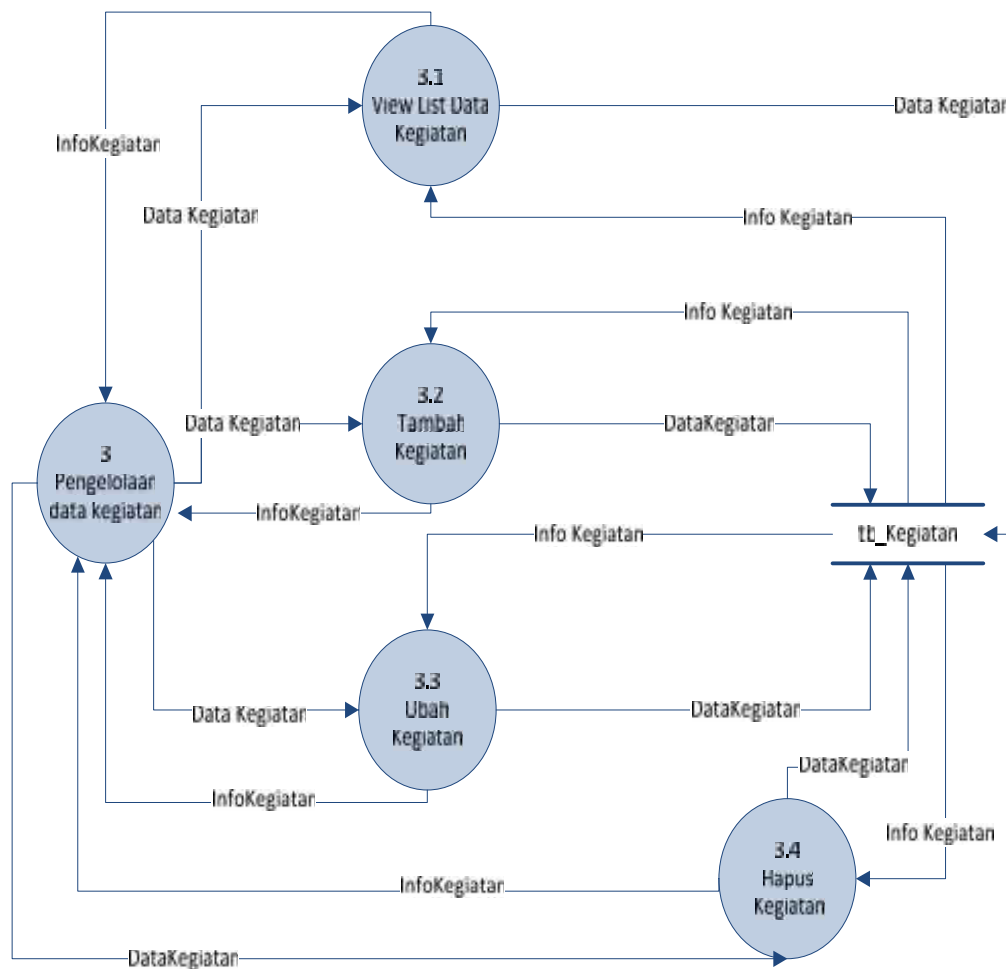 3.1
View List Data
Kegiatan
Data Kegiatan
InfoKegiatan
Data Kegiatan
Info Kegiatan
Info Kegiatan
3.2
Tambah
Kegiatan
Data Kegiatan
DataKegiatan
3
Pengelolaan
data kegiatan
InfoKegiatan
Info Kegiatan
tb_Kegiatan
3.3
Ubah
Kegiatan
Data Kegiatan
DataKegiatan
DataKegiatan
InfoKegiatan
Info Kegiatan
3.4
Hapus
Kegiatan
InfoKegiatan
DataKegiatan